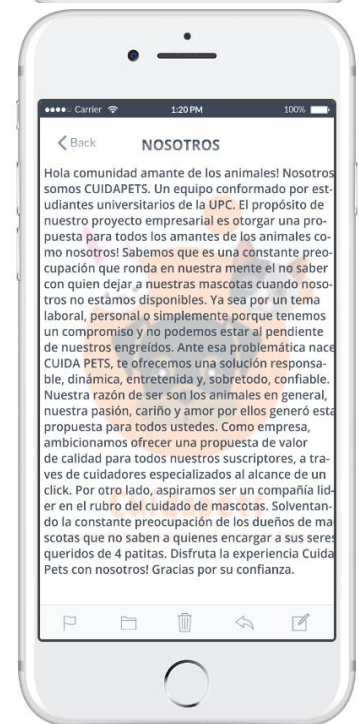 Carrier 1:20 PM 100%
Back NOSOTROS
Hola comunidad amante de los animales! Nosotros
somos CUIDAPETS. Un equipo conformado por est-
udiantes universitarios de la UPC. El propósito de
nuestro proyecto empresarial es otorgar una pro-
puesta para todos los amantes de los animales co-
mo nosotros! Sabemos que es una constante preo-
cupación que ronda en nuestra mente el no saber
con quien dejar a nuestras mascotas cuando noso-
tros no estamos disponibles. Ya sea por un tema
laboral, personal o simplemente porque tenemos
un compromiso y no podemos estar al pendiente
de nuestros engreídos. Ante esa problemática nace
CUIDA PETS, te ofrecemos una solución responsa-
ble, dinámica, entretenida y, sobretodo, confiable.
Nuestra razón de ser son los animales en general,
nuestra pasión, cariño y amor por ellos generó esta
propuesta para todos ustedes. Como empresa,
ambicionamos ofrecer una propuesta de valor
de calidad para todos nuestros suscriptores, a tra-
ves de cuidadores especializados al alcance de un
click. Por otro lado, aspiramos ser un compañía lid-
er en el rubro del cuidado de mascotas. Solventan-
do la constante preocupación de los dueños de ma-
scotas que no saben a quienes encargar a sus seres
queridos de 4 patitas. Disfruta la experiencia Cuida
Pets con nosotros! Gracias por su confianza.